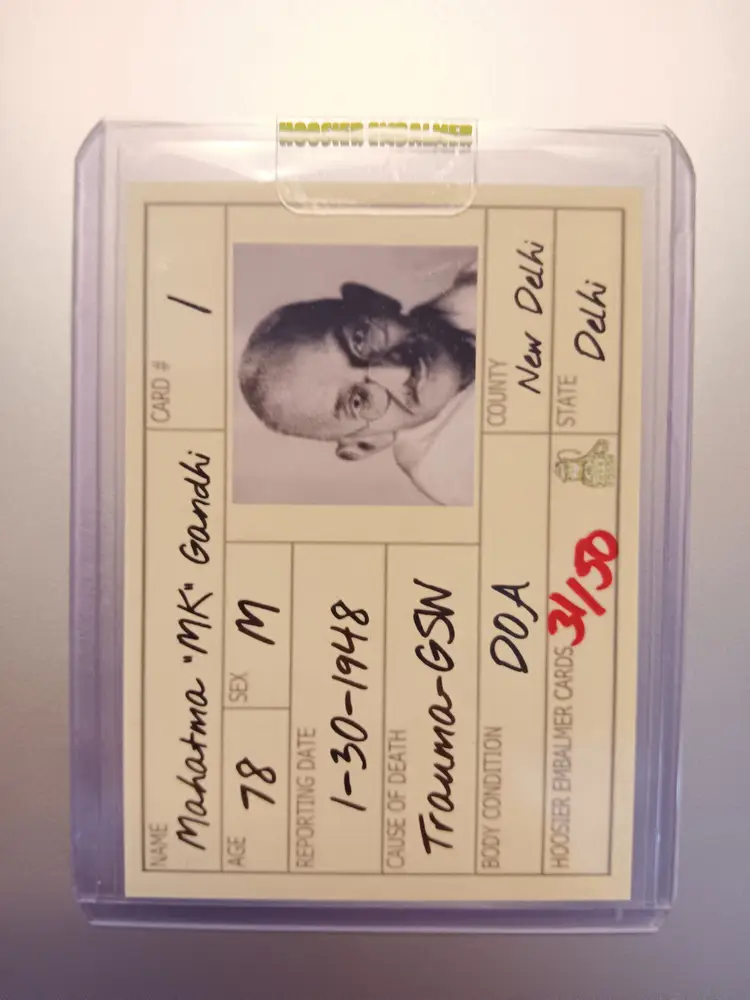 HOOSIER EMBALMER
NAME
Mahatma "MK" Gandhi
CARD #
1
AGE
78
SEX
M
REPORTING DATE
1-30-1948
CAUSE OF DEATH
Trauma-GSW
BODY CONDITION
DOA
COUNTY
New Delhi
HOOSIER EMBALMER CARDS
31/50
STATE
Delhi